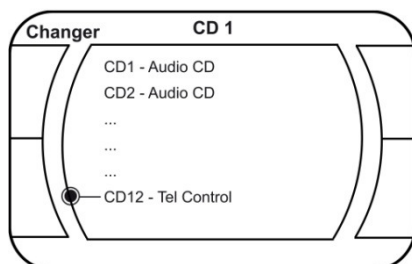 Changer CD 1
CD1 - Audio CD
CD2 - Audio CD
...
...
...
CD12 - Tel Control